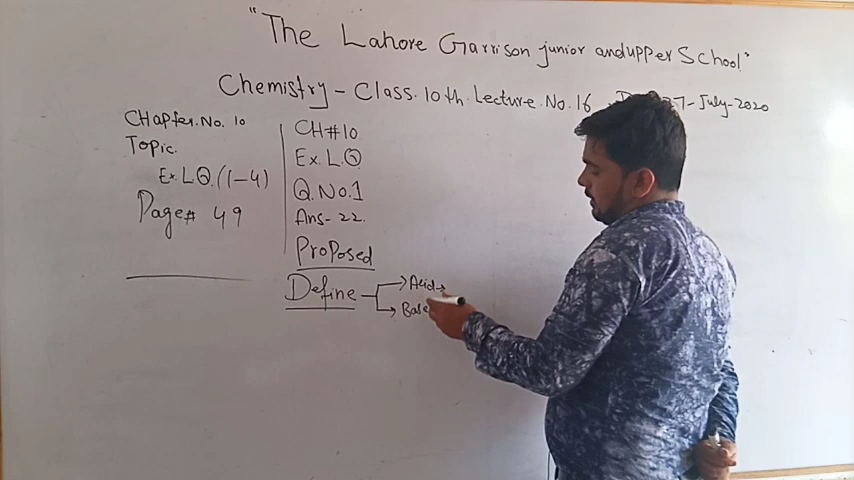 "The Lahore Garrison junior and upper School"
Chemistry - Class. 10th. Lecture. No. 16 27-July-2020
CHapter. No. 10
Topic.
Ex. L Q. (1-4)
Page# 49
CH#10
Ex. L.Q
Q. No. 1
Ans- 22.
Proposed
Define
Acid
Base